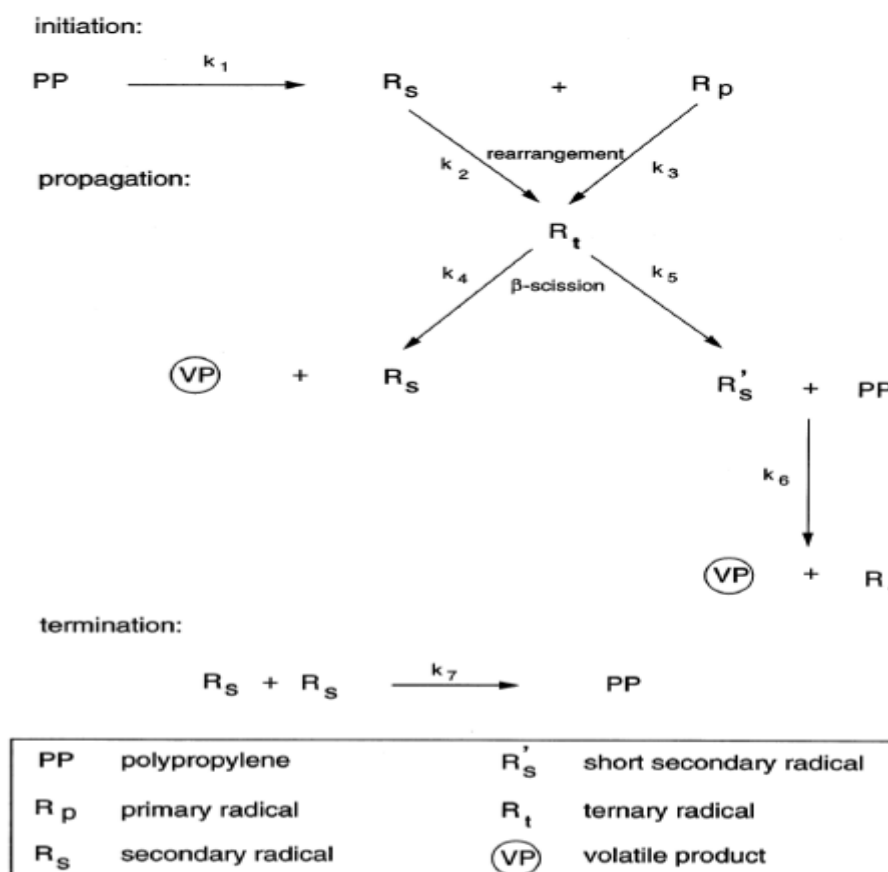 initiation:
PP k1 Rs + Rp
k2 rearrangement k3
propagation:
Rt
k4 β-scission k5
VP + Rs R's + PP
k6
VP + R
termination:
Rs + Rs k7 PP
PP polypropylene R's short secondary radical
Rp primary radical Rt ternary radical
Rs secondary radical VP volatile product